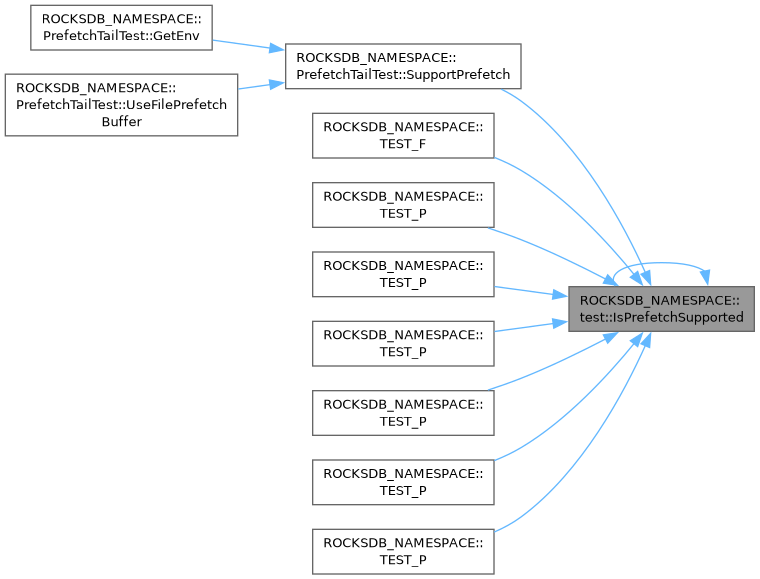 ROCKSDB_NAMESPACE::
PrefetchTailTest::GetEnv
ROCKSDB_NAMESPACE::
PrefetchTailTest::UseFilePrefetch
Buffer
ROCKSDB_NAMESPACE::
PrefetchTailTest::SupportPrefetch
ROCKSDB_NAMESPACE::
TEST_F
ROCKSDB_NAMESPACE::
TEST_P
ROCKSDB_NAMESPACE::
TEST_P
ROCKSDB_NAMESPACE::
TEST_P
ROCKSDB_NAMESPACE::
TEST_P
ROCKSDB_NAMESPACE::
TEST_P
ROCKSDB_NAMESPACE::
TEST_P
ROCKSDB_NAMESPACE::
test::IsPrefetchSupported